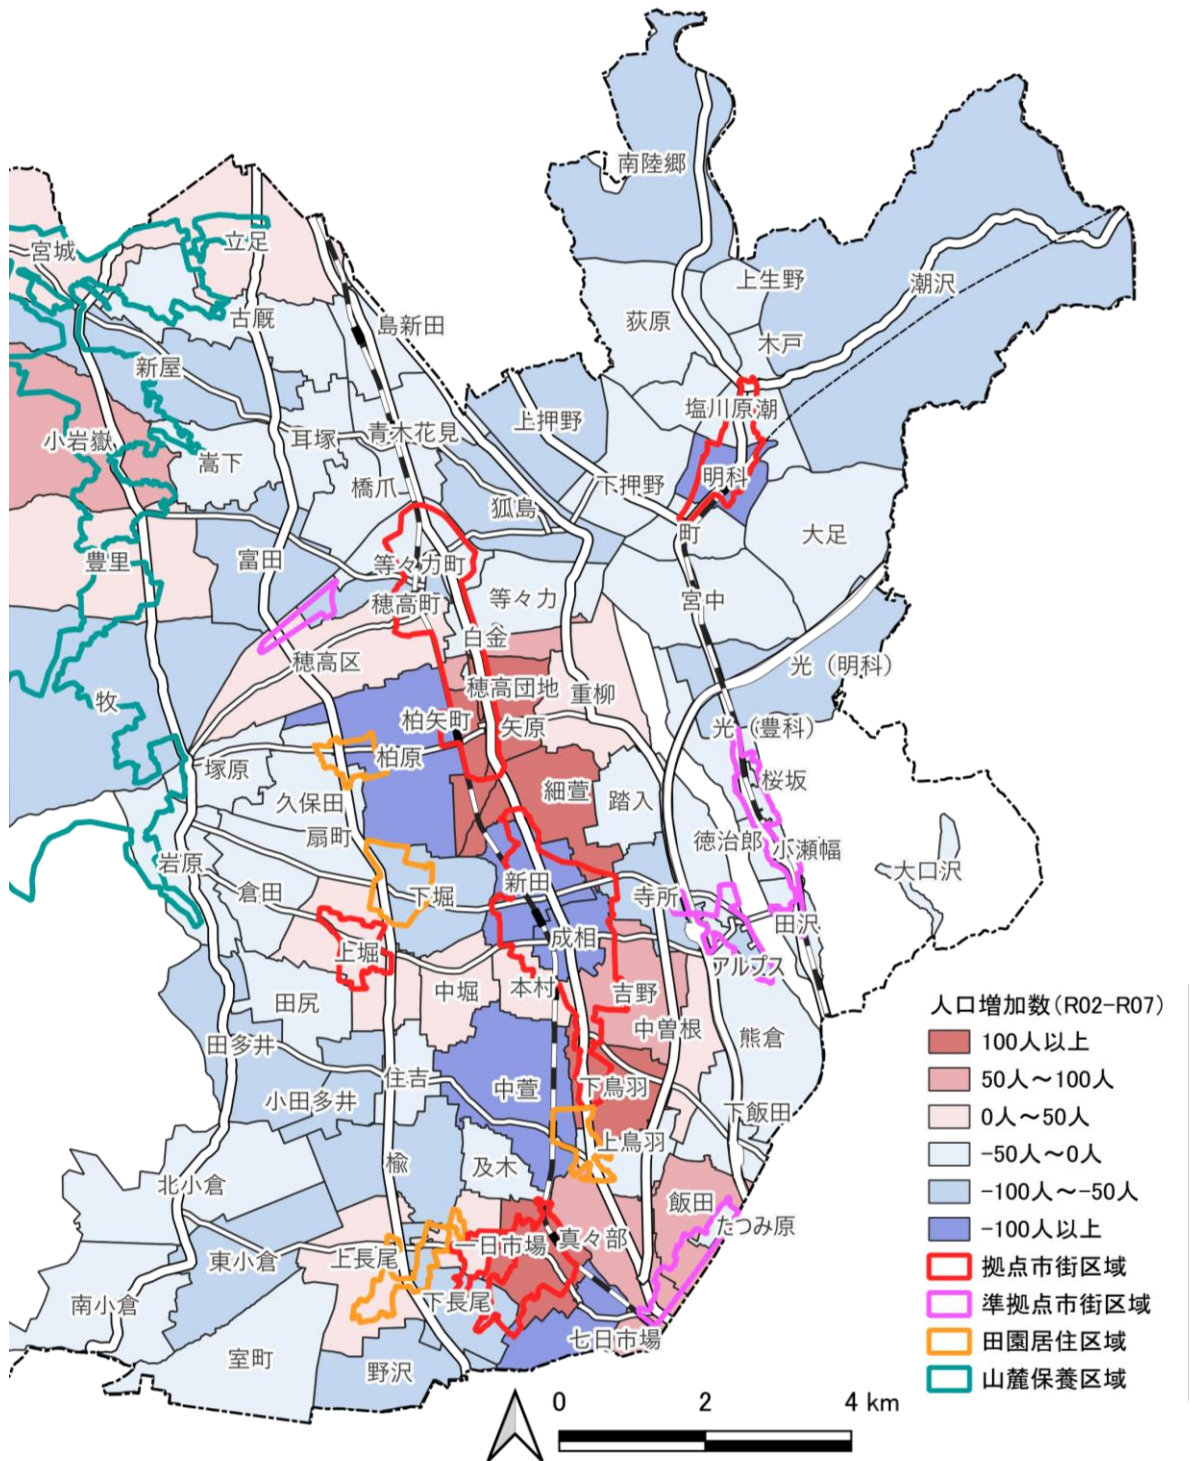 南陸郷
宮城
立足
上生野
潮沢
古厩
島新田
荻原
木戸
新屋
塩川原
潮
小岩嶽
耳塚
青木花見
上押野
嵩下
橋爪
下押野
明科
狐島
町
大足
豊里
富田
等々力町
等々力
宮中
穂高町
白金
穂高区
光（明科）
穂高団地
重柳
牧
柏矢町
矢原
光（豊科）
柏原
塚原
桜坂
久保田
細萱
踏入
扇町
徳治郎
小瀬幅
岩原
大口沢
倉田
下堀
新田
寺所
田沢
上堀
成相
アルプス
田尻
中堀
本村
吉野
中曽根
熊倉
田多井
住吉
中萱
下鳥羽
小田多井
下飯田
上鳥羽
楡
及木
北小倉
飯田
たつみ原
東小倉
上長尾
一日市場
真々部
南小倉
下長尾
室町
野沢
七日市場
人口増加数(R02-R07)
100人以上
50人～100人
0人～50人
-50人～0人
-100人～-50人
-100人以上
拠点市街区域
準拠点市街区域
田園居住区域
山麓保養区域
0 2 4 km